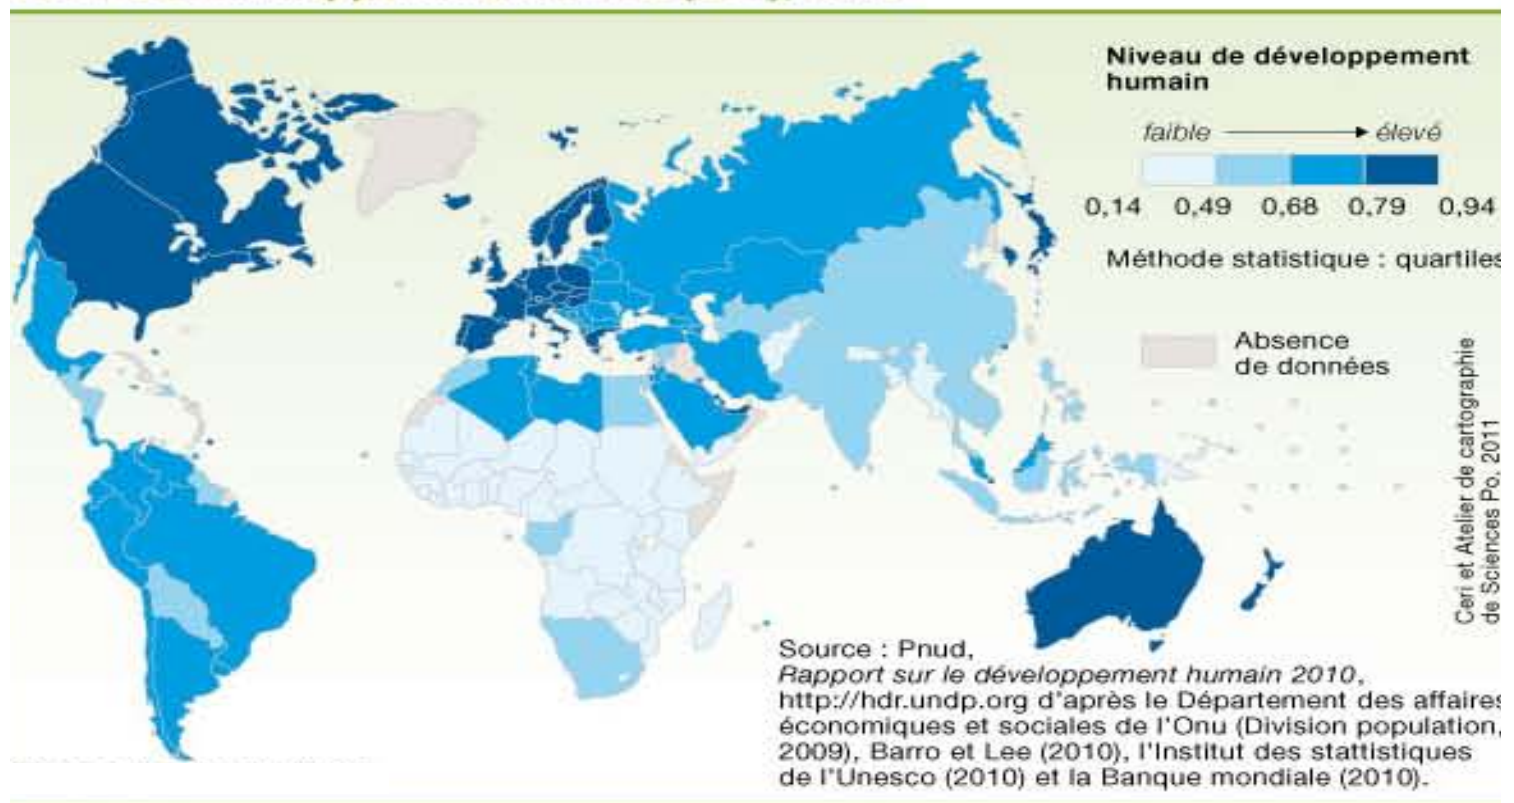 Niveau de développement
humain
faible élevé
0,14 0,49 0,68 0,79 0,94
Méthode statistique : quartiles
Absence
de données
Ceri et Atelier de cartographie
de Sciences Po, 2011
Source : Pnud,
Rapport sur le développement humain 2010,
http://hdr.undp.org d'après le Département des affaires
économiques et sociales de l'Onu (Division population,
2009), Barro et Lee (2010), l'Institut des stattistiques
de l'Unesco (2010) et la Banque mondiale (2010).